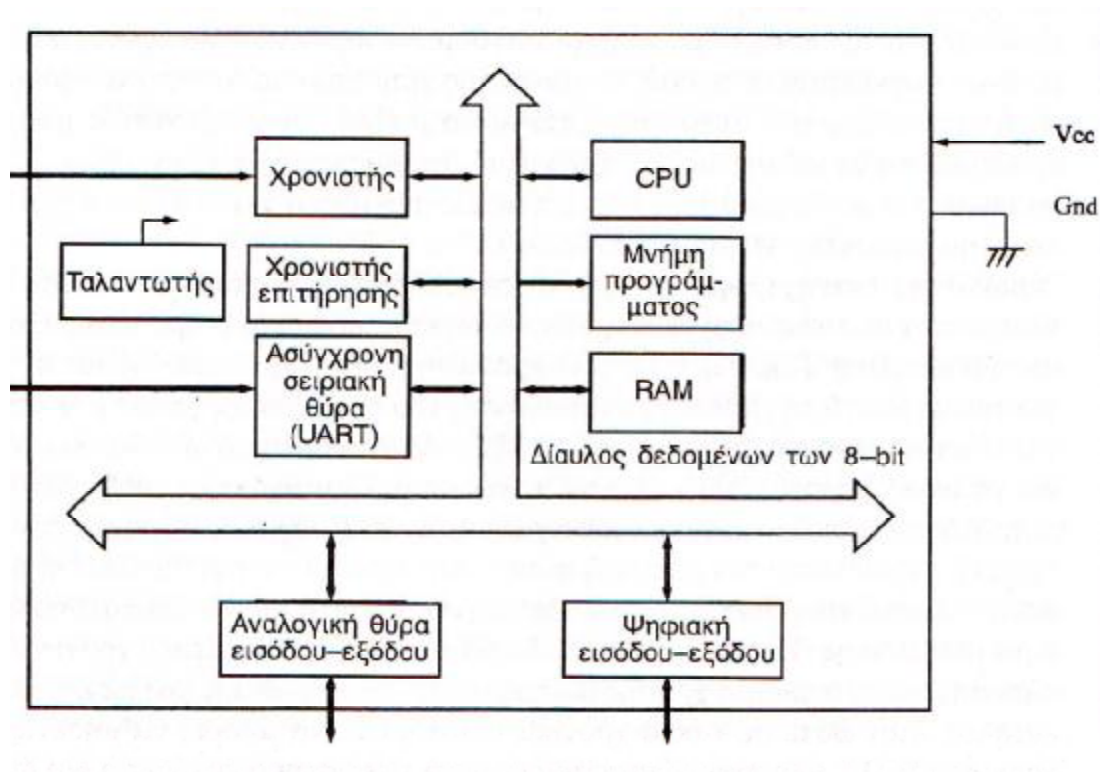 Χρονιστής
CPU
Vcc
Gnd
Ταλαντωτής
Χρονιστής
επιτήρησης
Μνήμη
προγράμ–
ματος
Ασύγχρονη
σειριακή
θύρα
(UART)
RAM
Δίαυλος δεδομένων των 8–bit
Αναλογική θύρα
εισόδου–εξόδου
Ψηφιακή
εισόδου–εξόδου